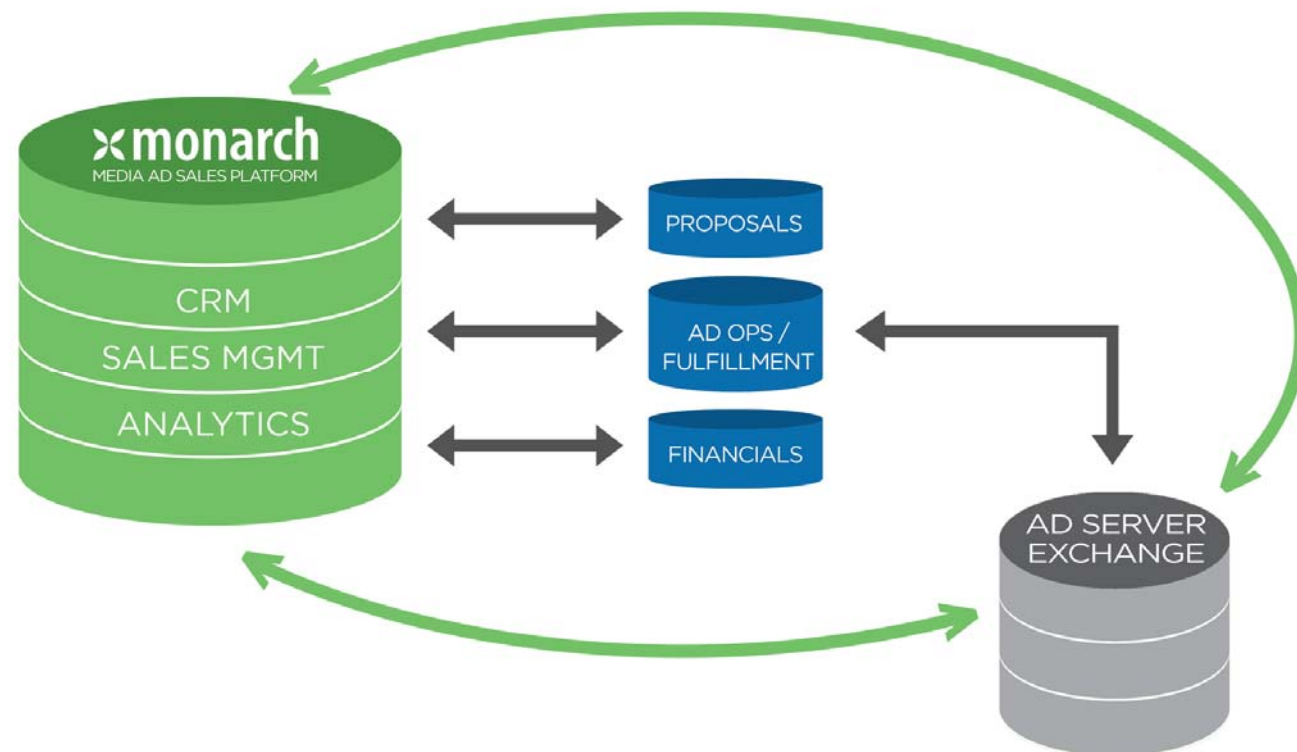 monarch
MEDIA AD SALES PLATFORM
CRM
SALES MGMT
ANALYTICS
PROPOSALS
AD OPS /
FULFILLMENT
FINANCIALS
AD SERVER
EXCHANGE